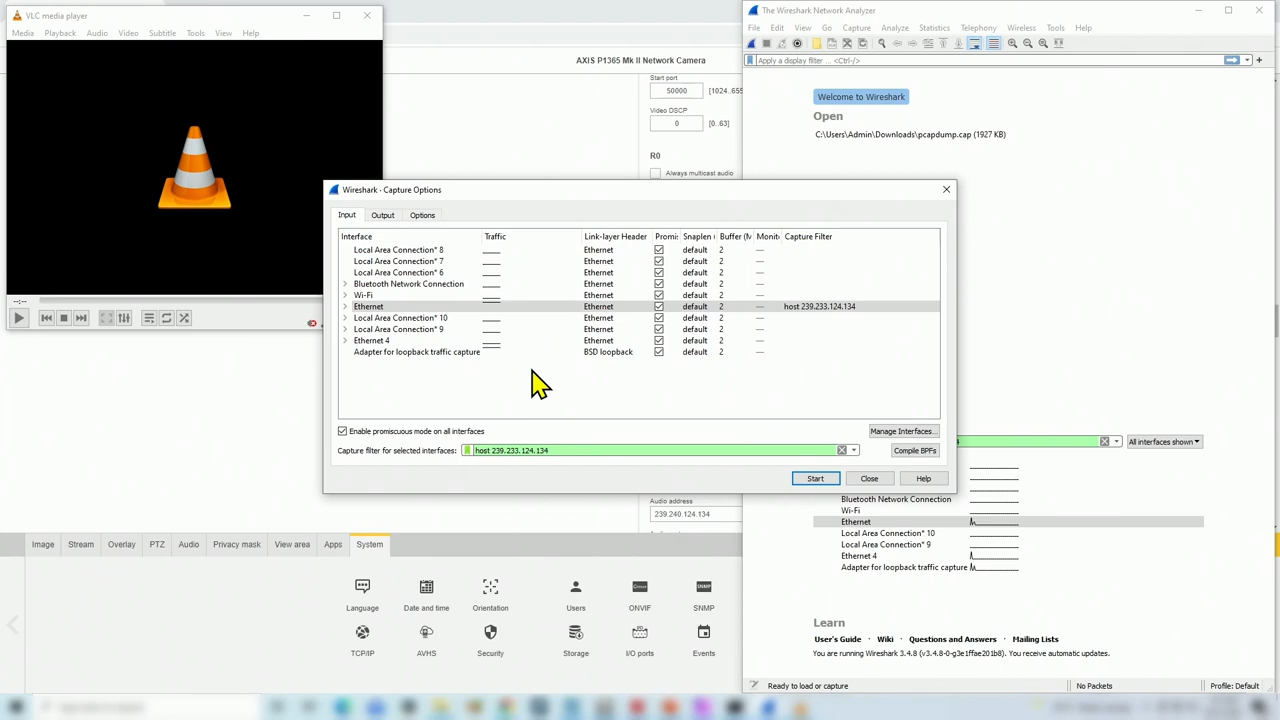 VLC media player
Media Playback Audio Video Subtitle Tools View Help
--:--
AXIS P1365 Mk II Network Camera
Start port
50000 [1024..655
Video DSCP
0 [0..63]
R0
Always multicast audio
Audio address
239.240.124.134
The Wireshark Network Analyzer
File Edit View Go Capture Analyze Statistics Telephony Wireless Tools Help
Apply a display filter ... <Ctrl-/>
Welcome to Wireshark
Open
C:\Users\Admin\Downloads\pcapdump.cap (1927 KB)
Wireshark · Capture Options
Input Output Options
Interface Traffic Link-layer Header Promi Snaplen ( Buffer (M Monito Capture Filter
Local Area Connection* 8 Ethernet default 2 —
Local Area Connection* 7 Ethernet default 2 —
Local Area Connection* 6 Ethernet default 2 —
Bluetooth Network Connection Ethernet default 2 —
Wi-Fi Ethernet default 2 —
Ethernet Ethernet default 2 — host 239.233.124.134
Local Area Connection* 10 Ethernet default 2 —
Local Area Connection* 9 Ethernet default 2 —
Ethernet 4 Ethernet default 2 —
Adapter for loopback traffic capture BSD loopback default 2 —
Enable promiscuous mode on all interfaces Manage Interfaces...
Capture filter for selected interfaces: host 239.233.124.134 Compile BPFs
Start Close Help
All interfaces shown
Bluetooth Network Connection
Wi-Fi
Ethernet
Local Area Connection* 10
Local Area Connection* 9
Ethernet 4
Adapter for loopback traffic capture
Learn
User's Guide · Wiki · Questions and Answers · Mailing Lists
You are running Wireshark 3.4.8 (v3.4.8-0-g3e1ffae201b8). You receive automatic updates.
Ready to load or capture No Packets Profile: Default
Image Stream Overlay PTZ Audio Privacy mask View area Apps System
Language Date and time Orientation Users ONVIF SNMP
TCP/IP AVHS Security Storage I/O ports Events